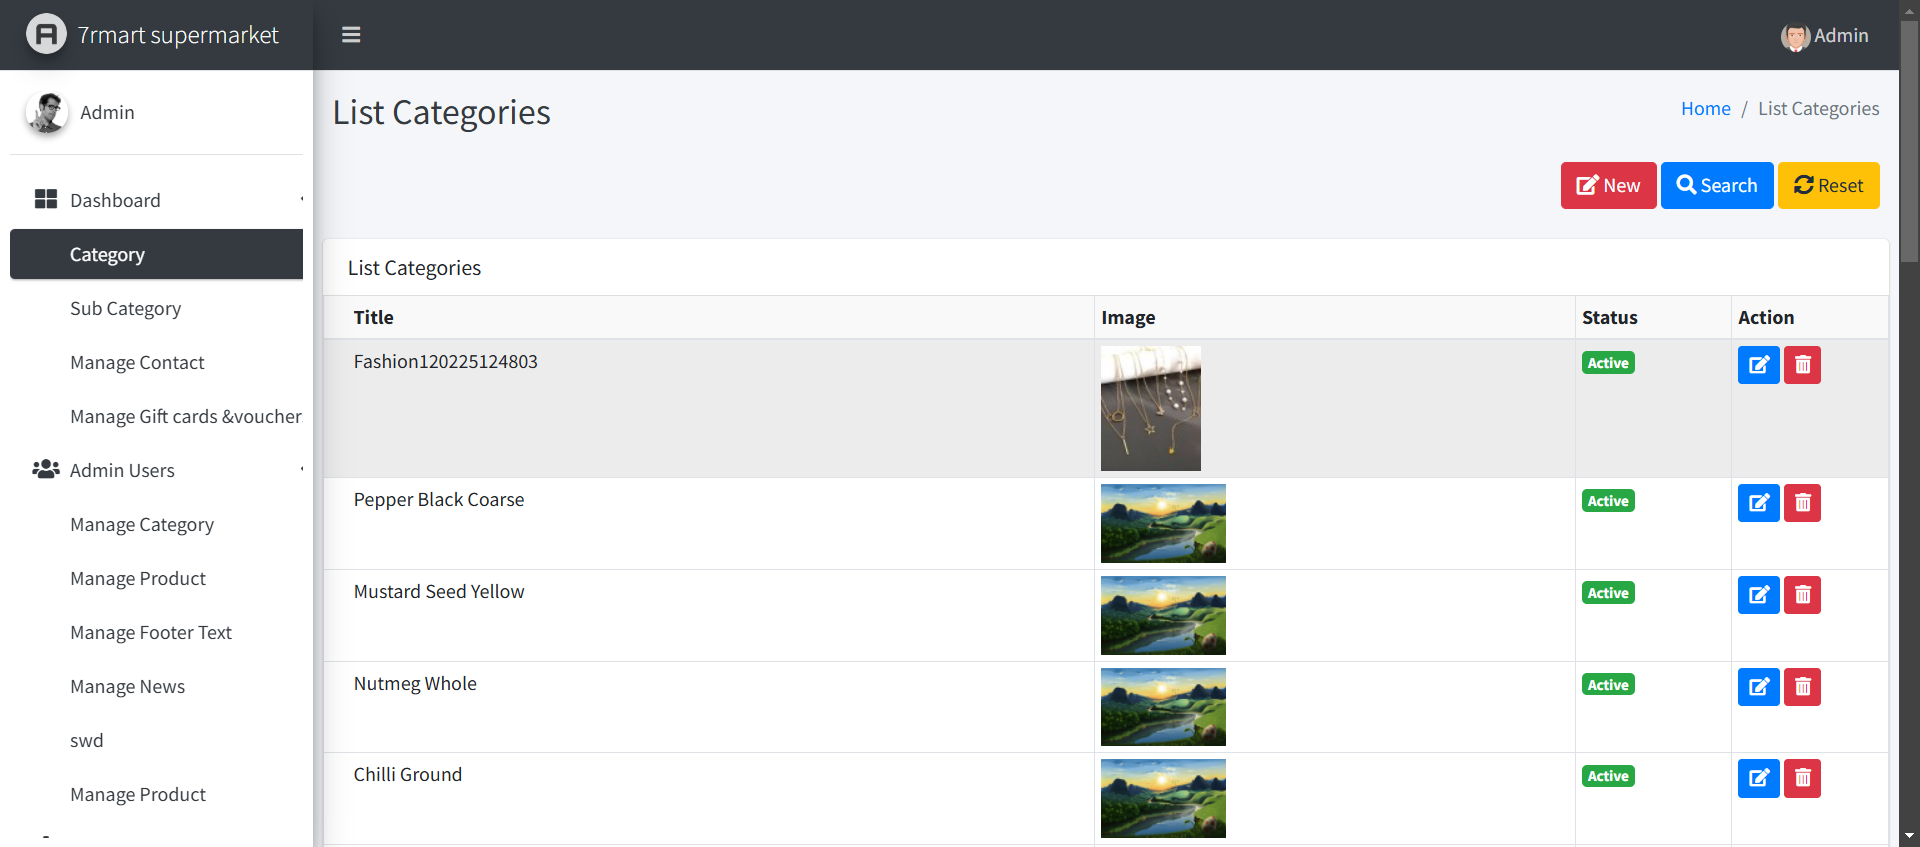 7rmart supermarket
Admin
Admin
Dashboard
Category
Sub Category
Manage Contact
Manage Gift cards &voucher
Admin Users
Manage Category
Manage Product
Manage Footer Text
Manage News
swd
Manage Product
List Categories
Home / List Categories
New
Search
Reset
List Categories
Title Image Status Action
Fashion120225124803 Active
Pepper Black Coarse Active
Mustard Seed Yellow Active
Nutmeg Whole Active
Chilli Ground Active